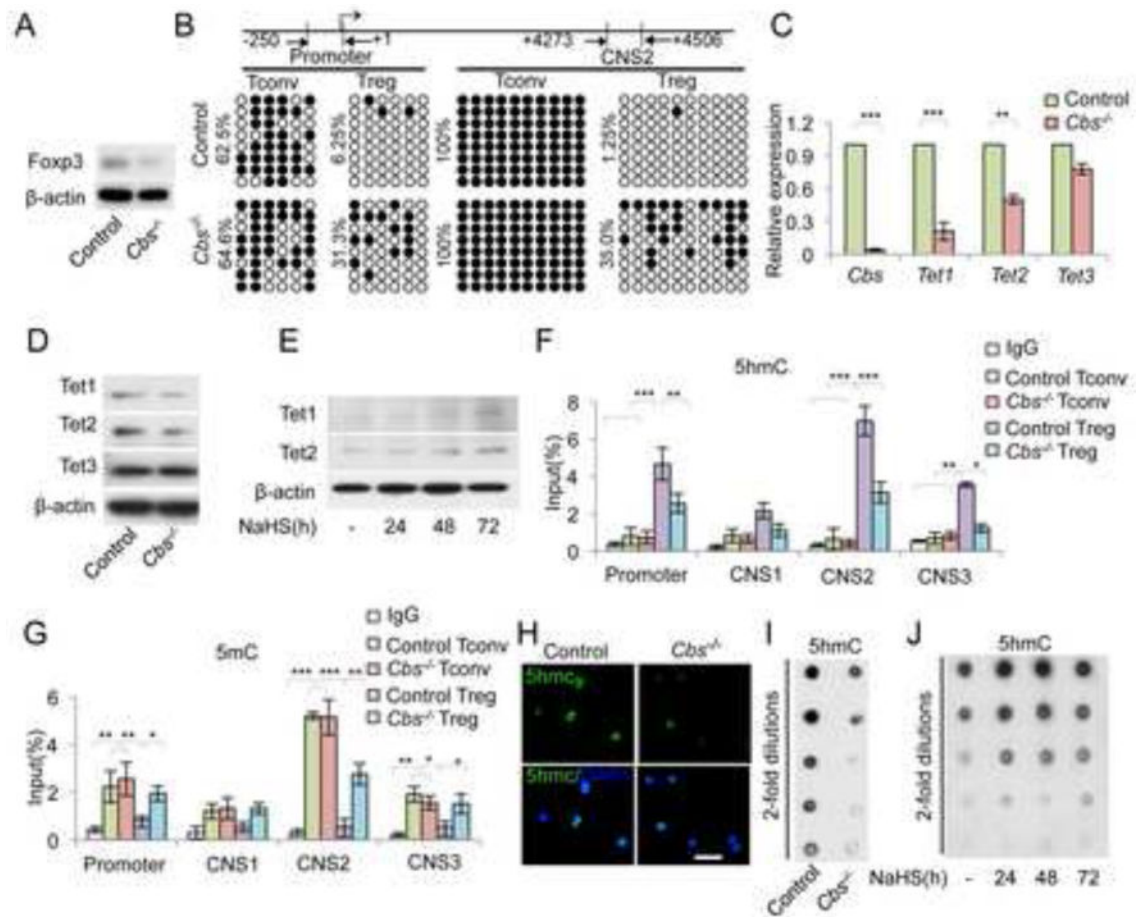 A
Foxp3
β-actin
Control
Cbs-/-
B
-250
+1
+4273
+4506
Promoter
CNS2
Tconv
Treg
Tconv
Treg
Control
62.5%
6.25%
100%
1.25%
Cbs-/-
64.6%
31.3%
100%
35.0%
C
Control
Cbs-/-
Relative expression
1.2
0.9
0.6
0.3
0
***
***
**
Cbs
Tet1
Tet2
Tet3
D
Tet1
Tet2
Tet3
β-actin
Control
Cbs-/-
E
Tet1
Tet2
β-actin
NaHS(h) - 24 48 72
F
5hmC
IgG
Control Tconv
Cbs-/- Tconv
Control Treg
Cbs-/- Treg
Input(%)
8
6
4
2
0
*** **
*** ***
** *
Promoter CNS1 CNS2 CNS3
G
5mC
IgG
Control Tconv
Cbs-/- Tconv
Control Treg
Cbs-/- Treg
Input(%)
6
4
2
0
** ** *
*** *** **
** * *
Promoter CNS1 CNS2 CNS3
H
Control
Cbs-/-
5hmc
5hmc/
I
5hmC
2-fold dilutions
Control
Cbs-/-
J
5hmC
2-fold dilutions
NaHS(h) - 24 48 72